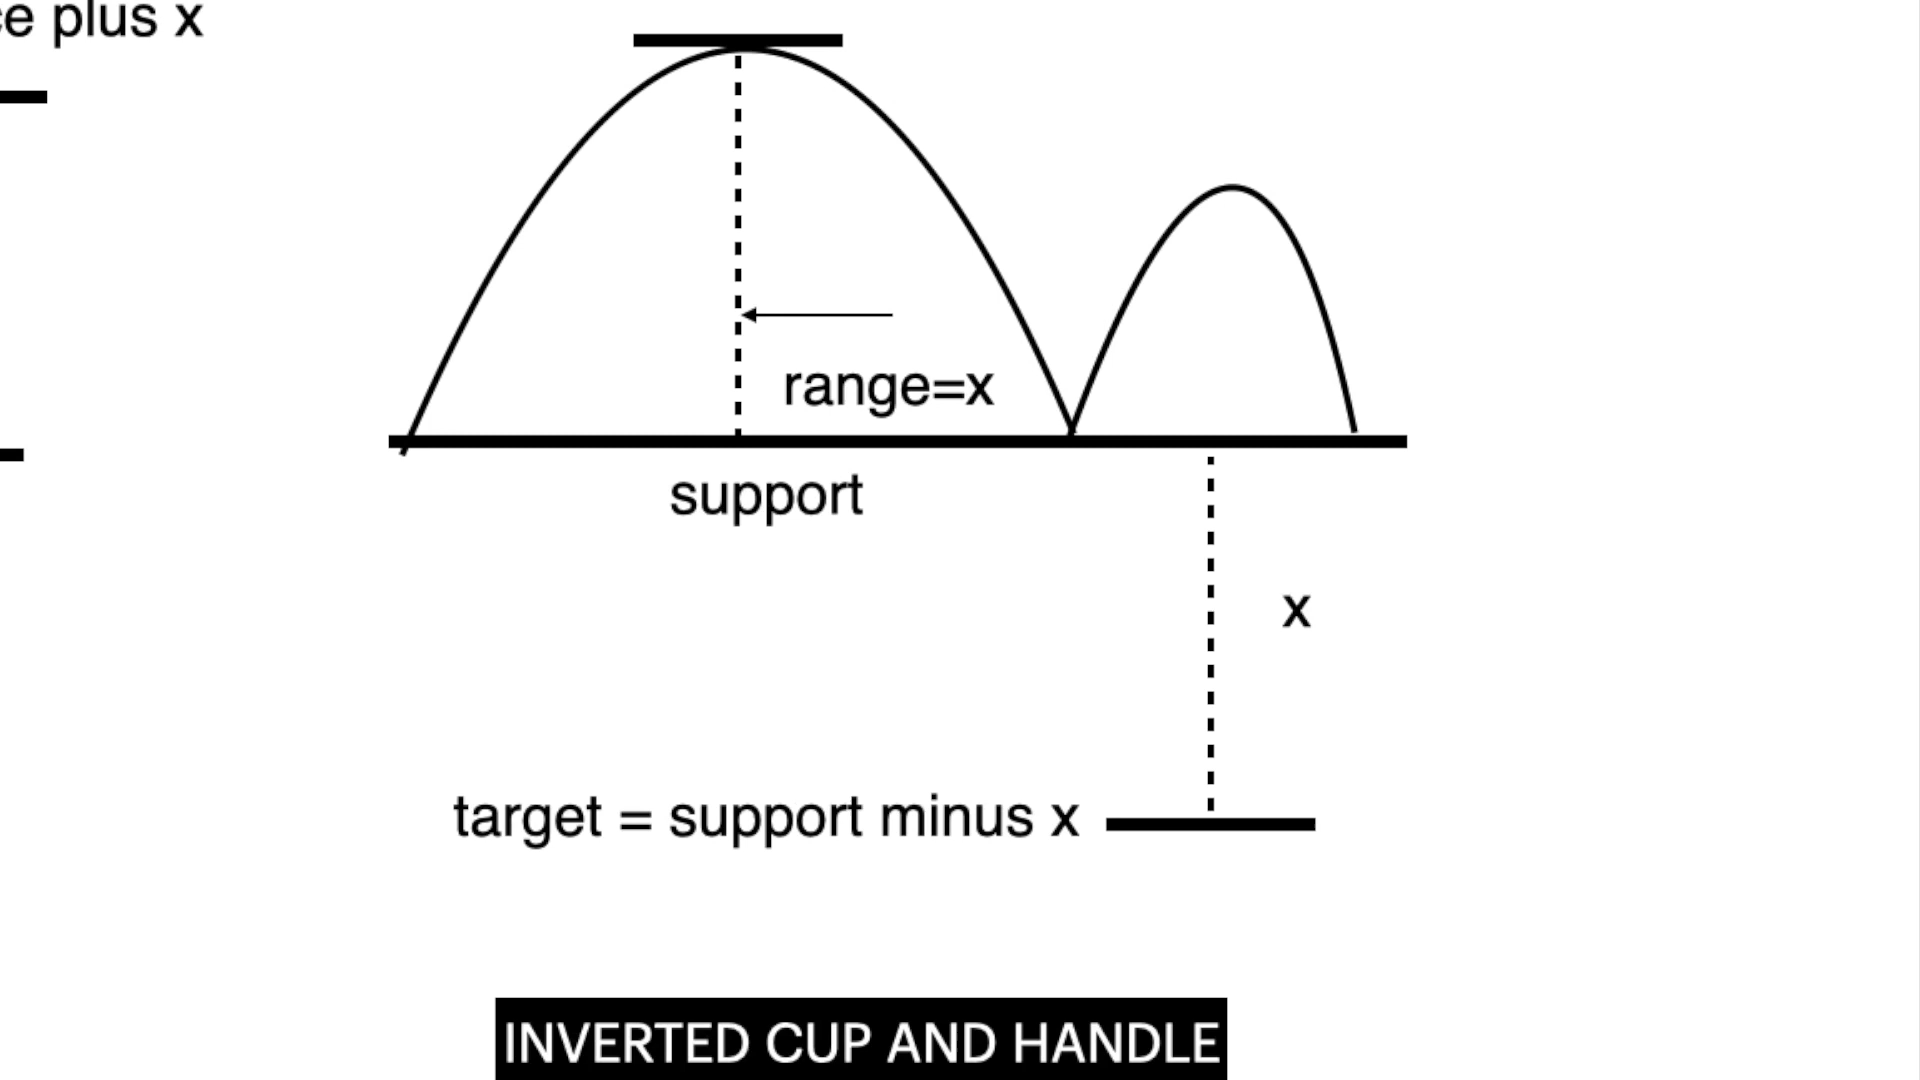 plus x
range=x
support
x
target = support minus x
INVERTED CUP AND HANDLE